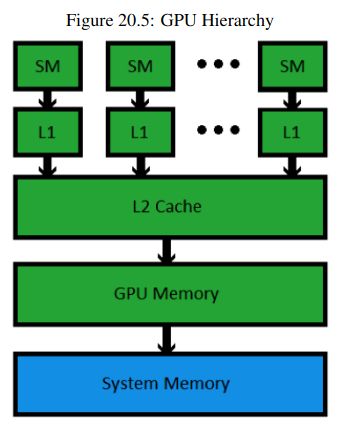 Figure 20.5: GPU Hierarchy
SM SM SM
L1 L1 L1
L2 Cache
GPU Memory
System Memory